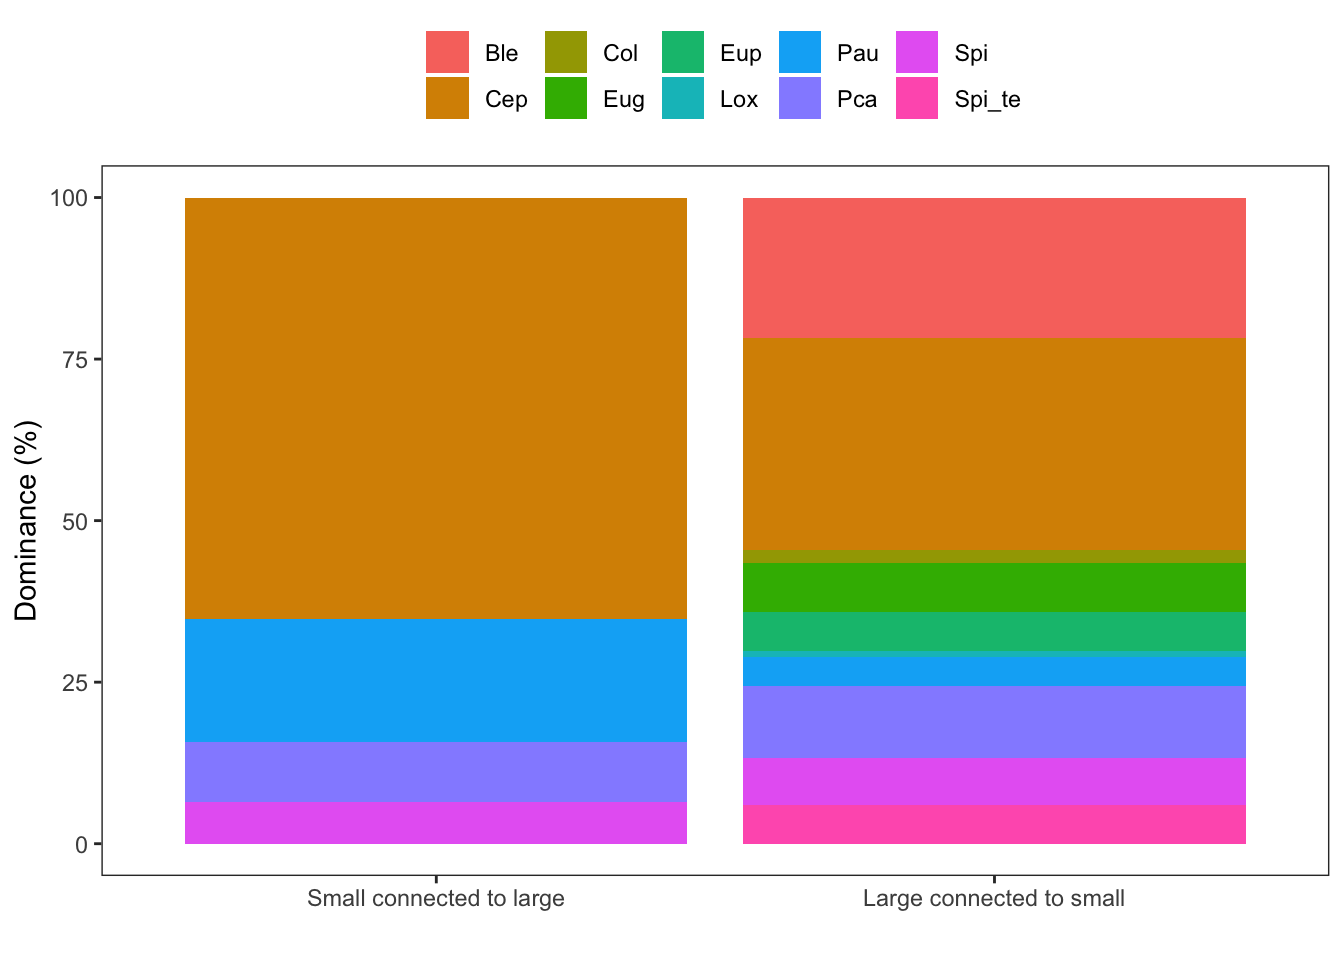 Ble Col Eup Pau Spi
Cep Eug Lox Pca Spi_te
Dominance (%)
100
75
50
25
0
Small connected to large Large connected to small